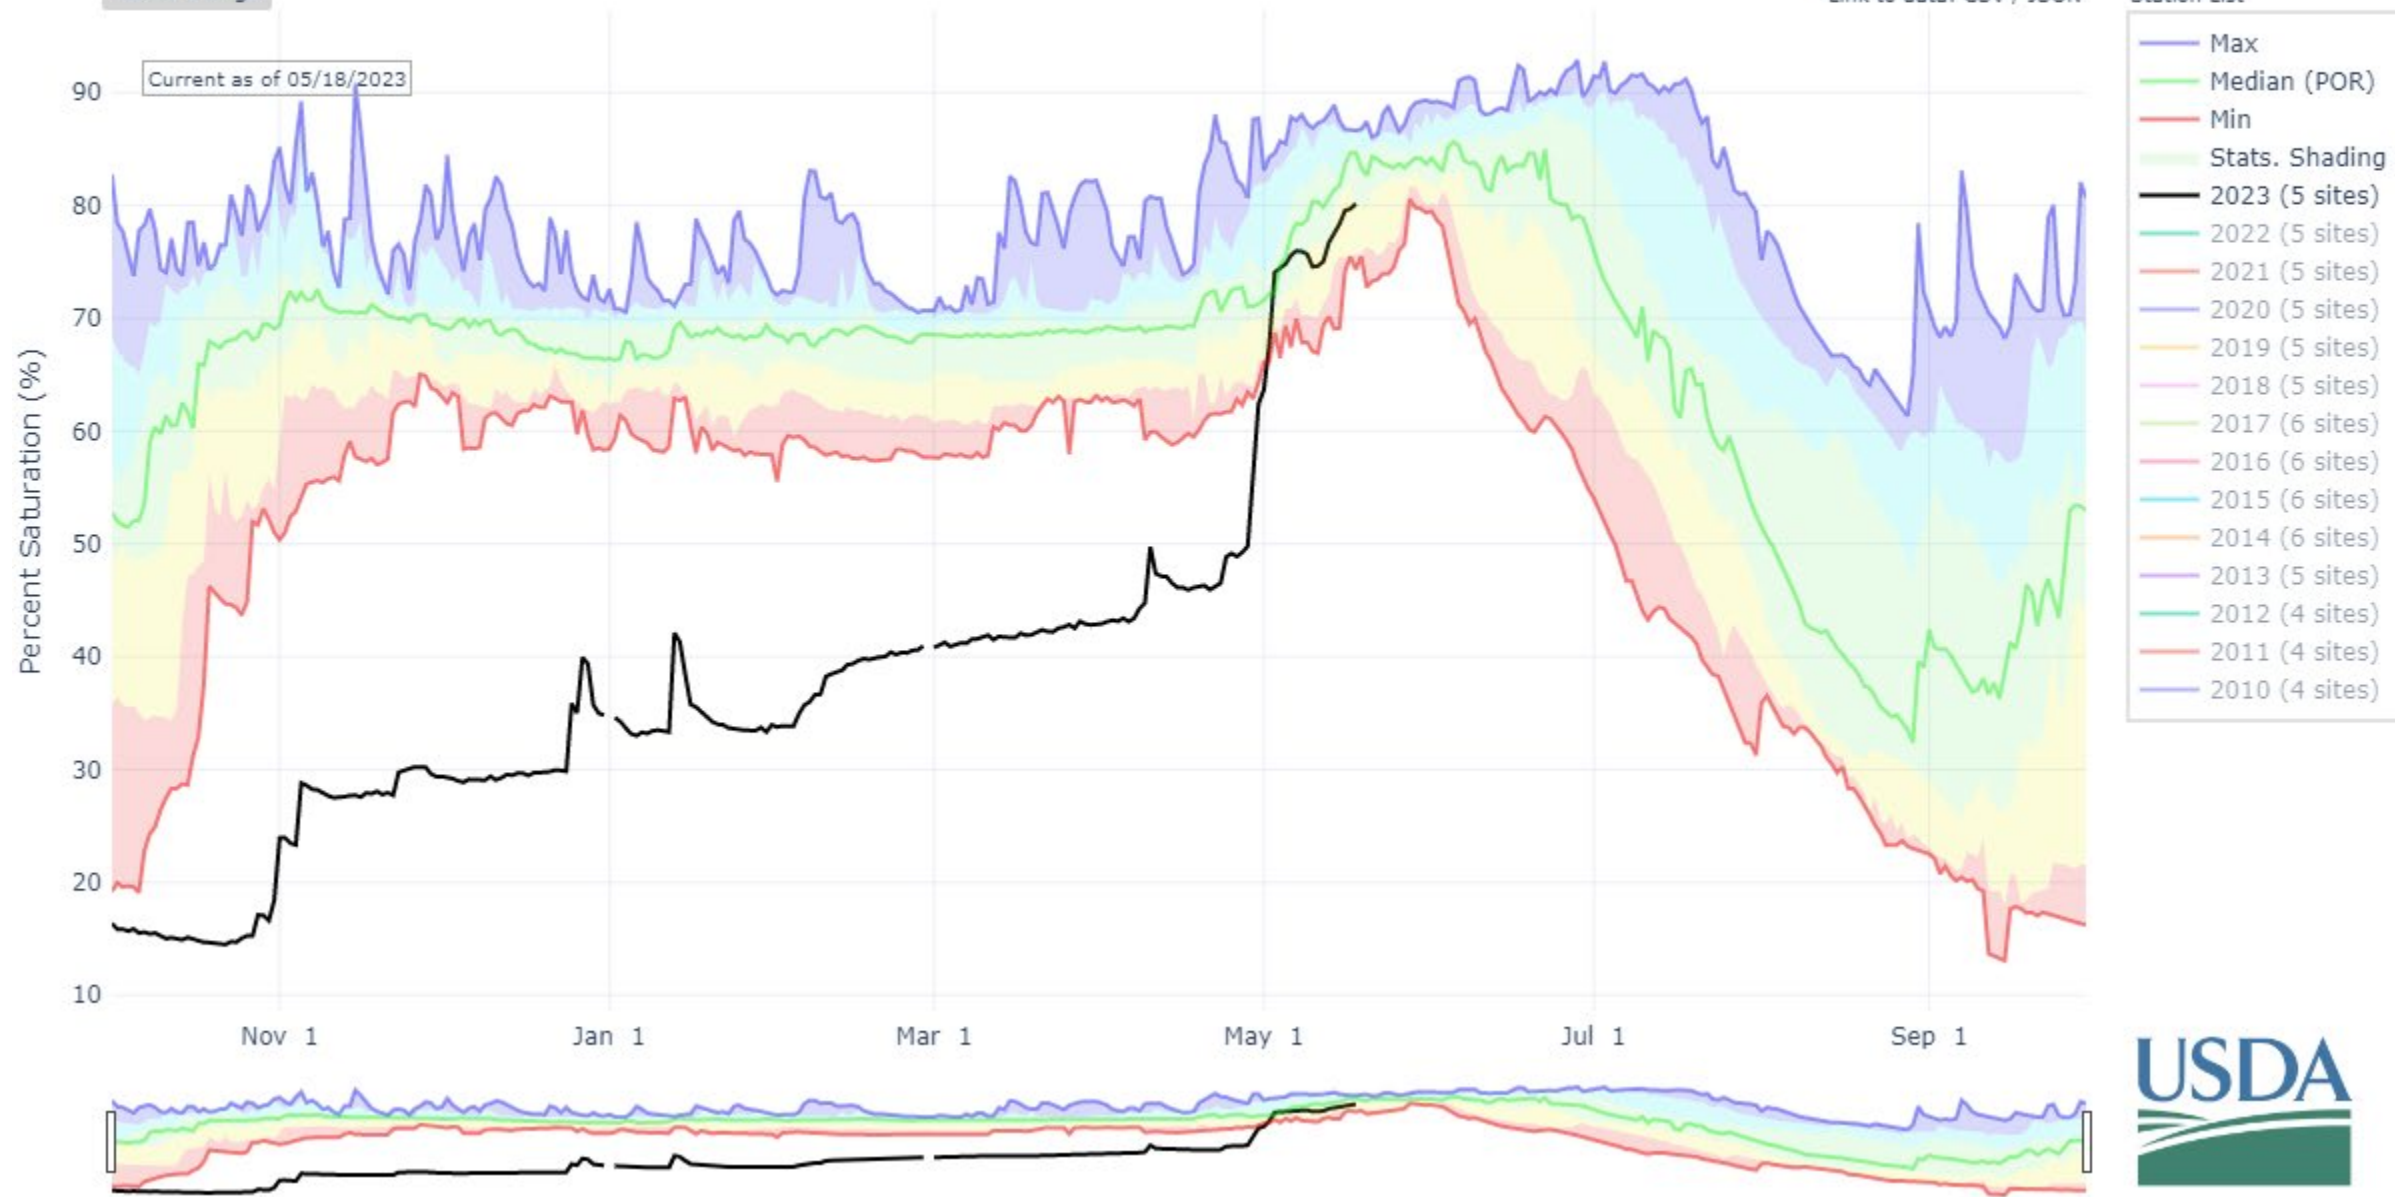 Current as of 05/18/2023
Percent Saturation (%)
90
80
70
60
50
40
30
20
10
Nov 1
Jan 1
Mar 1
May 1
Jul 1
Sep 1
Max
Median (POR)
Min
Stats. Shading
2023 (5 sites)
2022 (5 sites)
2021 (5 sites)
2020 (5 sites)
2019 (5 sites)
2018 (5 sites)
2017 (6 sites)
2016 (6 sites)
2015 (6 sites)
2014 (6 sites)
2013 (5 sites)
2012 (4 sites)
2011 (4 sites)
2010 (4 sites)
USDA